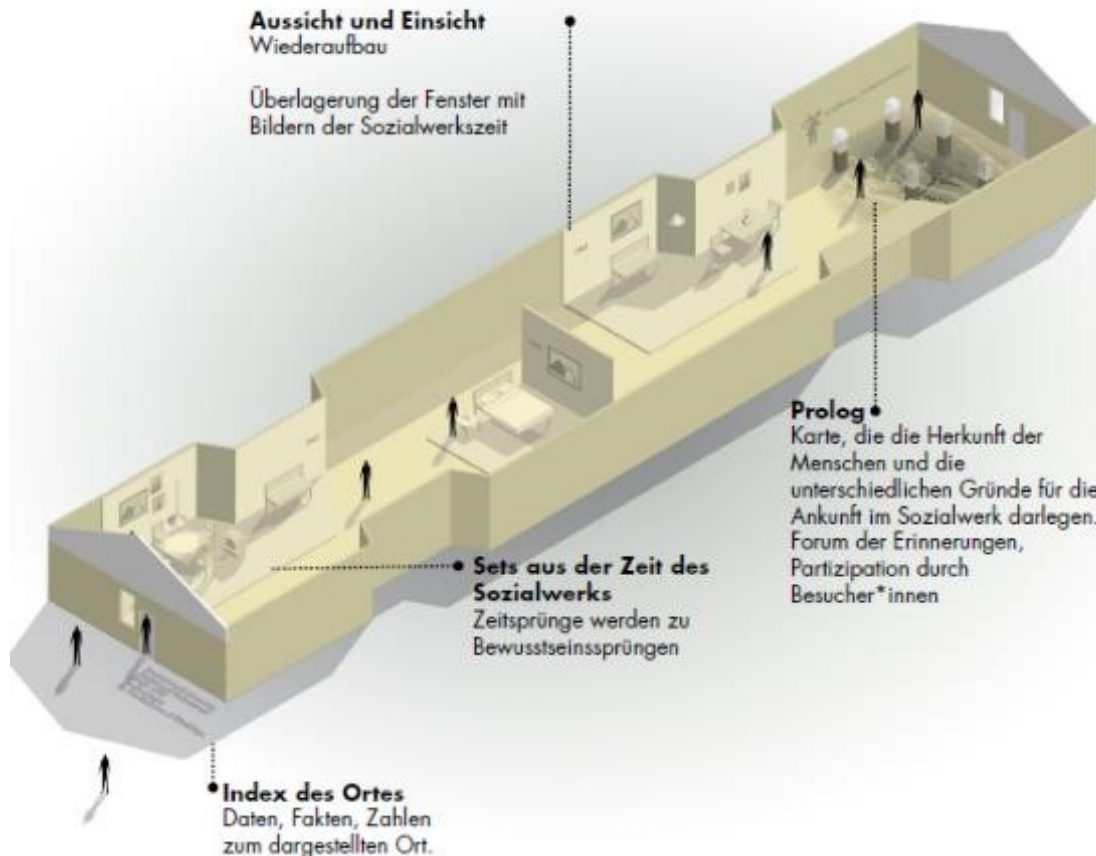 Aussicht und Einsicht
Wiederaufbau
Überlagerung der Fenster mit
Bildern der Sozialwerkszeit
Prolog
Karte, die die Herkunft der
Menschen und die
unterschiedlichen Gründe für die
Ankunft im Sozialwerk darlegen.
Forum der Erinnerungen,
Partizipation durch
Besucher*innen
Sets aus der Zeit des
Sozialwerks
Zeitsprünge werden zu
Bewusstseinssprüngen
Index des Ortes
Daten, Fakten, Zahlen
zum dargestellten Ort.